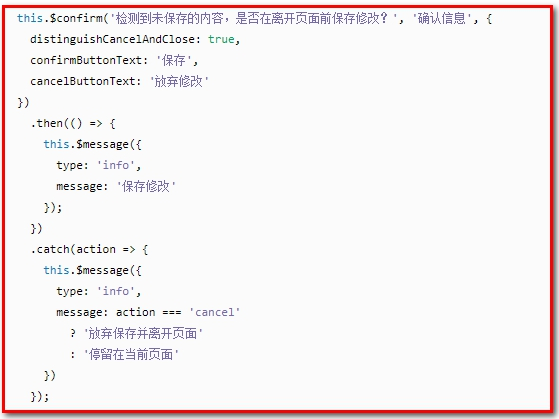 this.$confirm('检测到未保存的内容，是否在离开页面前保存修改？', '确认信息', {
  distinguishCancelAndClose: true,
  confirmButtonText: '保存',
  cancelButtonText: '放弃修改'
})
  .then(() => {
    this.$message({
      type: 'info',
      message: '保存修改'
    });
  })
  .catch(action => {
    this.$message({
      type: 'info',
      message: action === 'cancel'
        ? '放弃保存并离开页面'
        : '停留在当前页面'
    })
  });